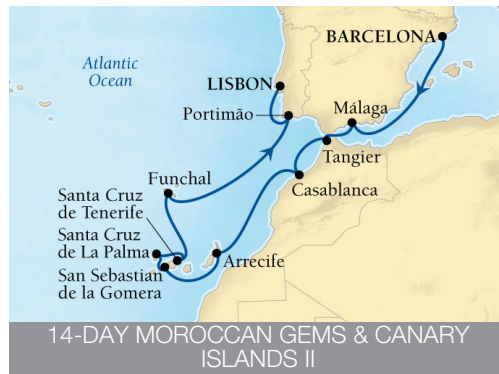 BARCELONA
Atlantic
Ocean
LISBON
Málaga
Portimão
Tangier
Funchal
Casablanca
Santa Cruz
de Tenerife
Santa Cruz
de La Palma
Arrecife
San Sebastian
de la Gomera
14-DAY MOROCCAN GEMS & CANARY
ISLANDS II